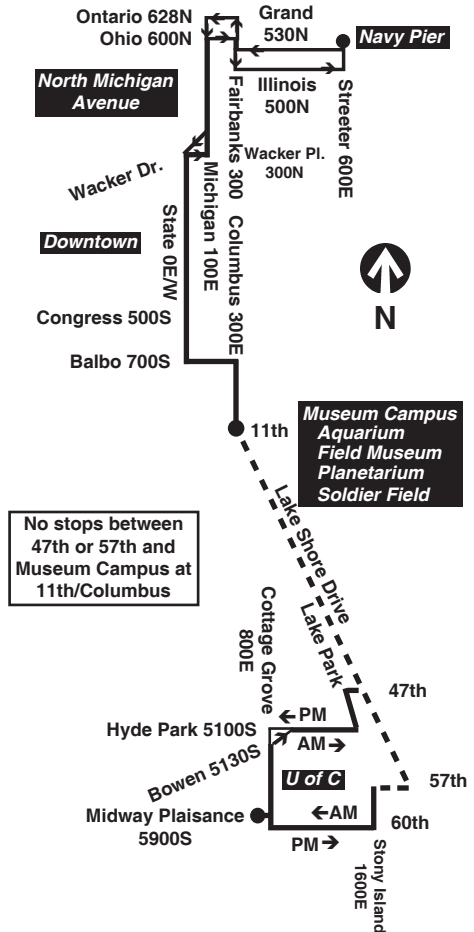 Ontario 628N
Ohio 600N
Grand
530N
Navy Pier
North Michigan
Avenue
Illinois
500N
Fairbanks 300
Streeter 600E
Wacker Pl.
300N
Wacker Dr.
Michigan 100E
State 0E/W
Columbus 300E
Downtown
N
Congress 500S
Balbo 700S
11th
Museum Campus
Aquarium
Field Museum
Planetarium
Soldier Field
No stops between
47th or 57th and
Museum Campus at
11th/Columbus
Lake Shore Drive
Cottage Grove
800E
Lake Park
47th
PM
Hyde Park 5100S
AM
Bowen 5130S
U of C
57th
Midway Plaisance
5900S
AM
60th
PM
Stony Island
1600E